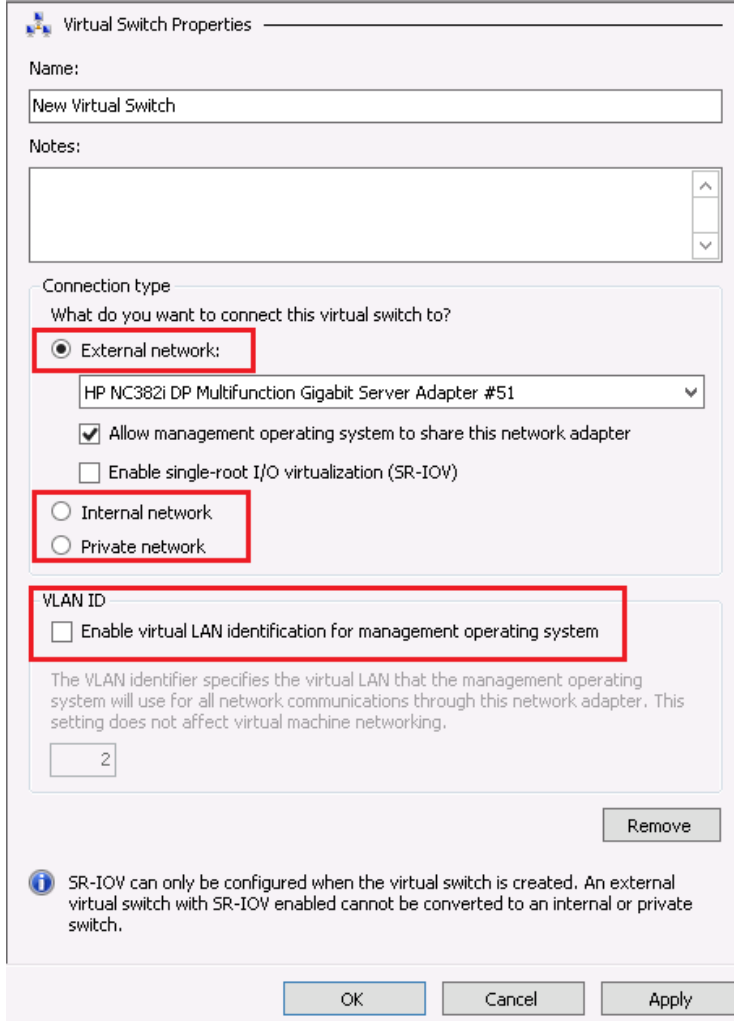 Virtual Switch Properties
Name:
New Virtual Switch
Notes:
Connection type
What do you want to connect this virtual switch to?
External network:
HP NC382i DP Multifunction Gigabit Server Adapter #51
Allow management operating system to share this network adapter
Enable single-root I/O virtualization (SR-IOV)
Internal network
Private network
VLAN ID
Enable virtual LAN identification for management operating system
The VLAN identifier specifies the virtual LAN that the management operating
system will use for all network communications through this network adapter. This
setting does not affect virtual machine networking.
2
Remove
SR-IOV can only be configured when the virtual switch is created. An external
virtual switch with SR-IOV enabled cannot be converted to an internal or private
switch.
OK
Cancel
Apply